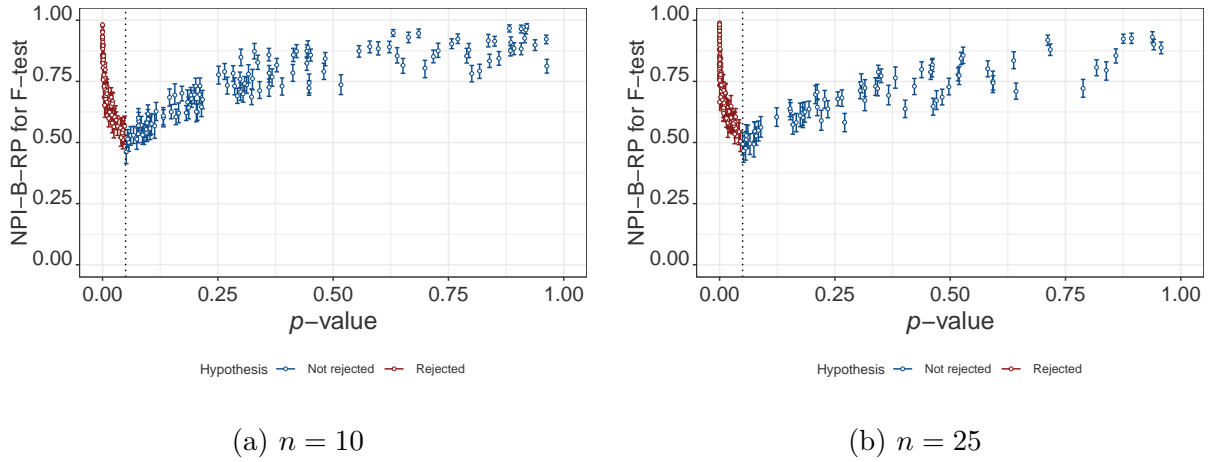 NPI−B−RP for F−test
1.00
0.75
0.50
0.25
0.00
0.00 0.25 0.50 0.75 1.00
p−value
Hypothesis Not rejected Rejected
(a) n = 10
NPI−B−RP for F−test
1.00
0.75
0.50
0.25
0.00
0.00 0.25 0.50 0.75 1.00
p−value
Hypothesis Not rejected Rejected
(b) n = 25